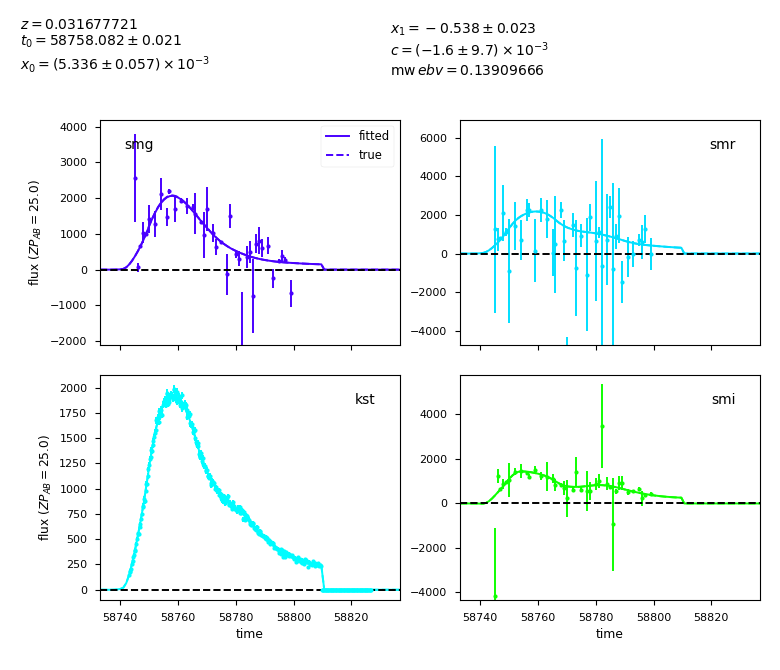 z = 0.031677721
t₀ = 58758.082 ± 0.021
x₀ = (5.336 ± 0.057) × 10⁻³
x₁ = −0.538 ± 0.023
c = (−1.6 ± 9.7) × 10⁻³
mw ebv = 0.13909666
smg
fitted
true
4000
3000
2000
1000
0
−1000
−2000
flux (ZP_AB = 25.0)
smr
6000
4000
2000
0
−2000
−4000
kst
2000
1750
1500
1250
1000
750
500
250
0
flux (ZP_AB = 25.0)
58740 58760 58780 58800 58820
time
smi
4000
2000
0
−2000
−4000
58740 58760 58780 58800 58820
time